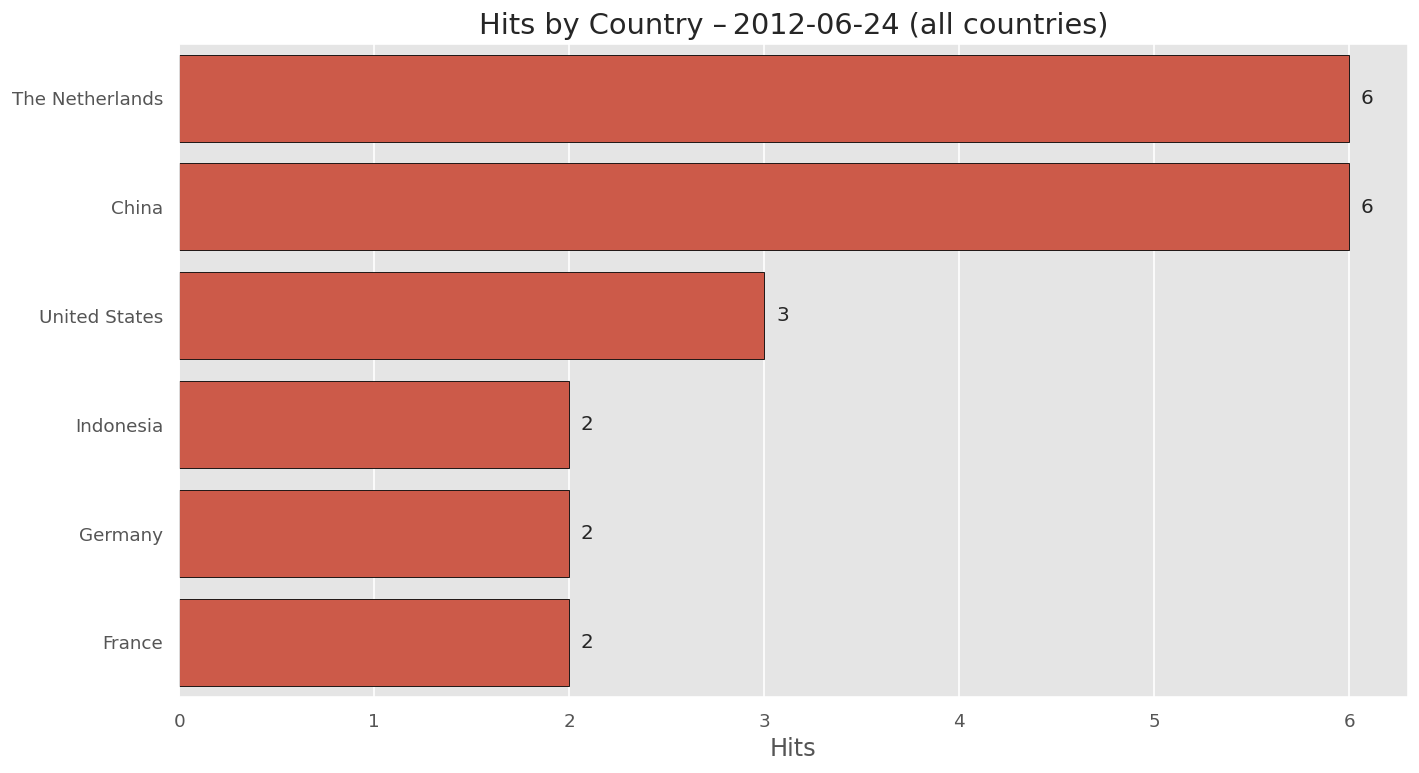 Hits by Country – 2012-06-24 (all countries)
The Netherlands 6
China 6
United States 3
Indonesia 2
Germany 2
France 2
0 1 2 3 4 5 6
Hits